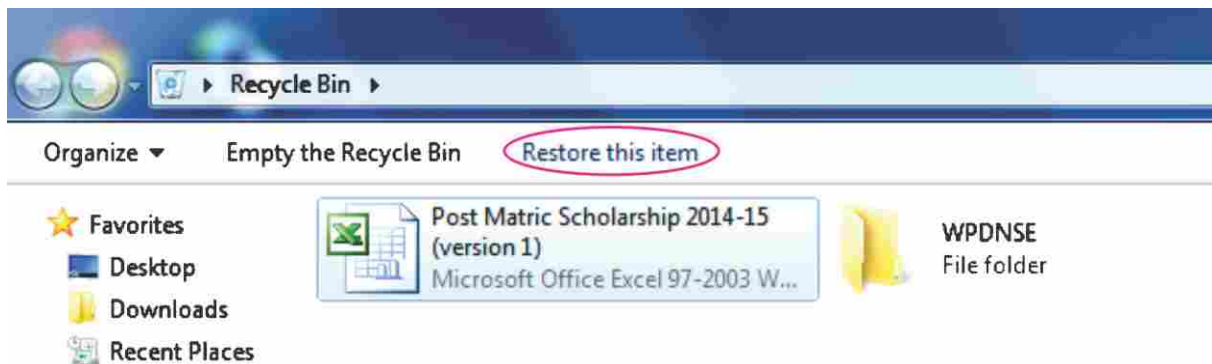 Recycle Bin
Organize Empty the Recycle Bin Restore this item
Favorites
Desktop
Downloads
Recent Places
Post Matric Scholarship 2014-15
(version 1)
Microsoft Office Excel 97-2003 W...
WPDNSE
File folder